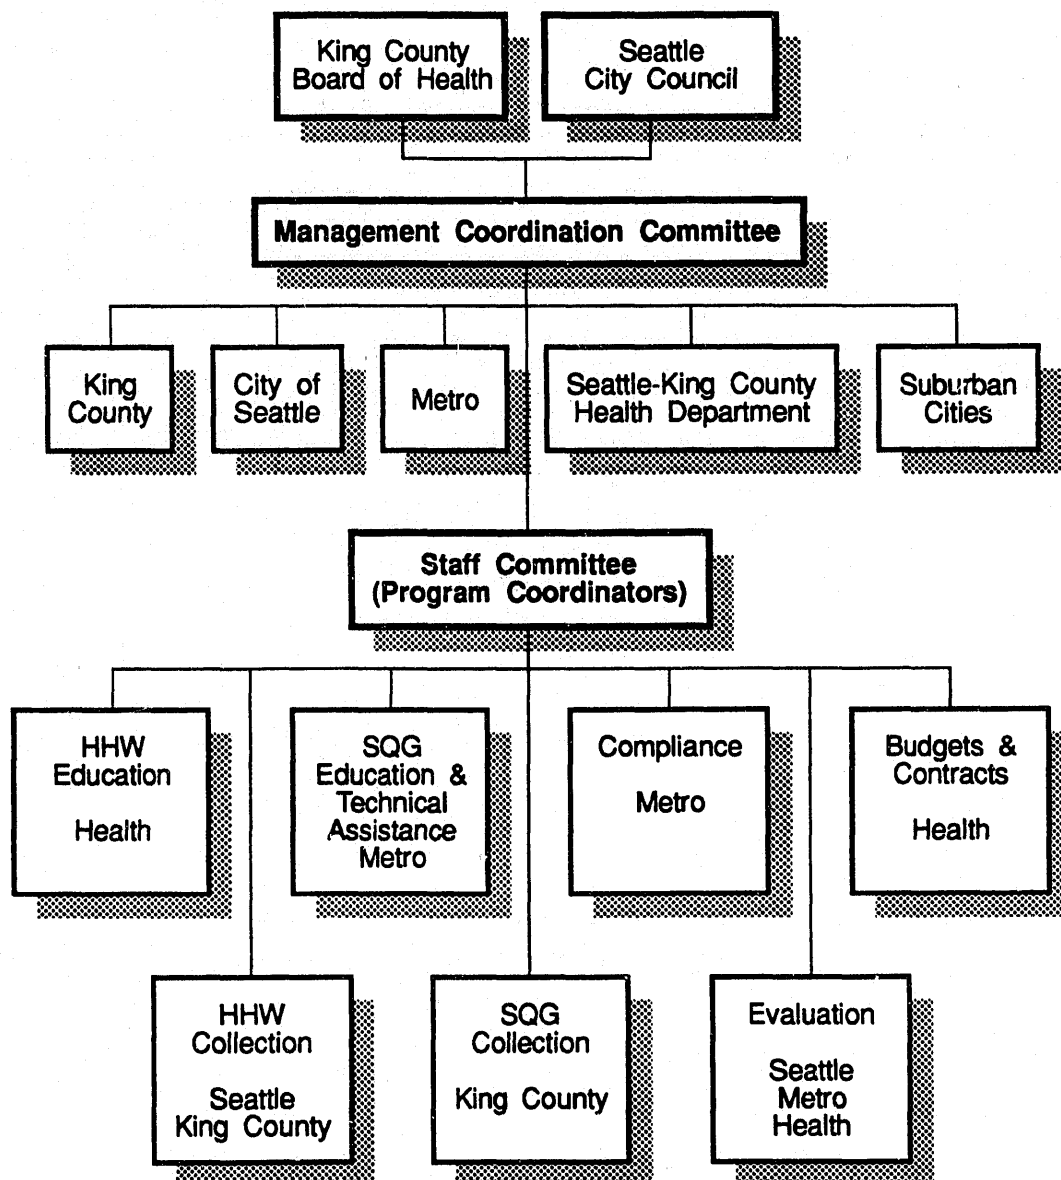 King County
Board of Health
Seattle
City Council
Management Coordination Committee
King
County
City of
Seattle
Metro
Seattle-King County
Health Department
Suburban
Cities
Staff Committee
(Program Coordinators)
HHW
Education
Health
SQG
Education &
Technical
Assistance
Metro
Compliance
Metro
Budgets &
Contracts
Health
HHW
Collection
Seattle
King County
SQG
Collection
King County
Evaluation
Seattle
Metro
Health